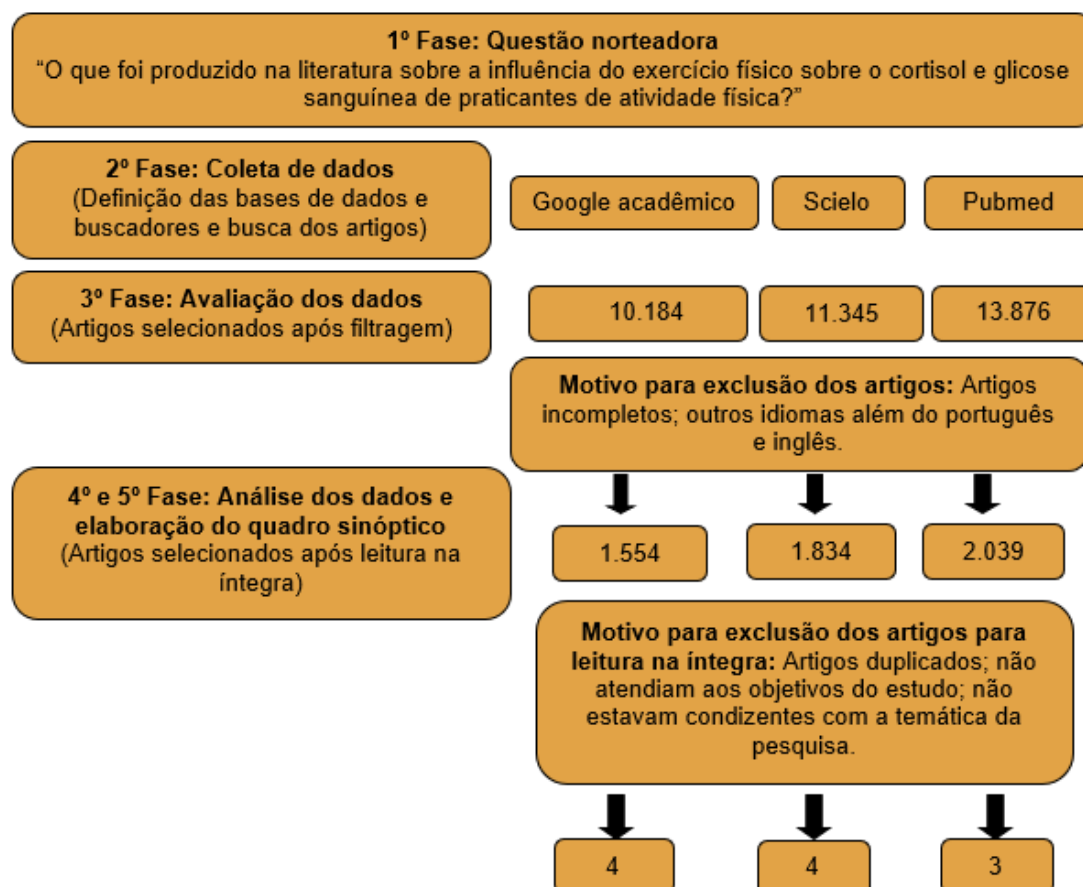 1º Fase: Questão norteadora
“O que foi produzido na literatura sobre a influência do exercício físico sobre o cortisol e glicose
sanguínea de praticantes de atividade física?”
2º Fase: Coleta de dados
(Definição das bases de dados e
buscadores e busca dos artigos)
Google acadêmico
Scielo
Pubmed
3º Fase: Avaliação dos dados
(Artigos selecionados após filtragem)
10.184
11.345
13.876
Motivo para exclusão dos artigos: Artigos
incompletos; outros idiomas além do português
e inglês.
4º e 5º Fase: Análise dos dados e
elaboração do quadro sinóptico
(Artigos selecionados após leitura na
íntegra)
1.554
1.834
2.039
Motivo para exclusão dos artigos para
leitura na íntegra: Artigos duplicados; não
atendiam aos objetivos do estudo; não
estavam condizentes com a temática da
pesquisa.
4
4
3